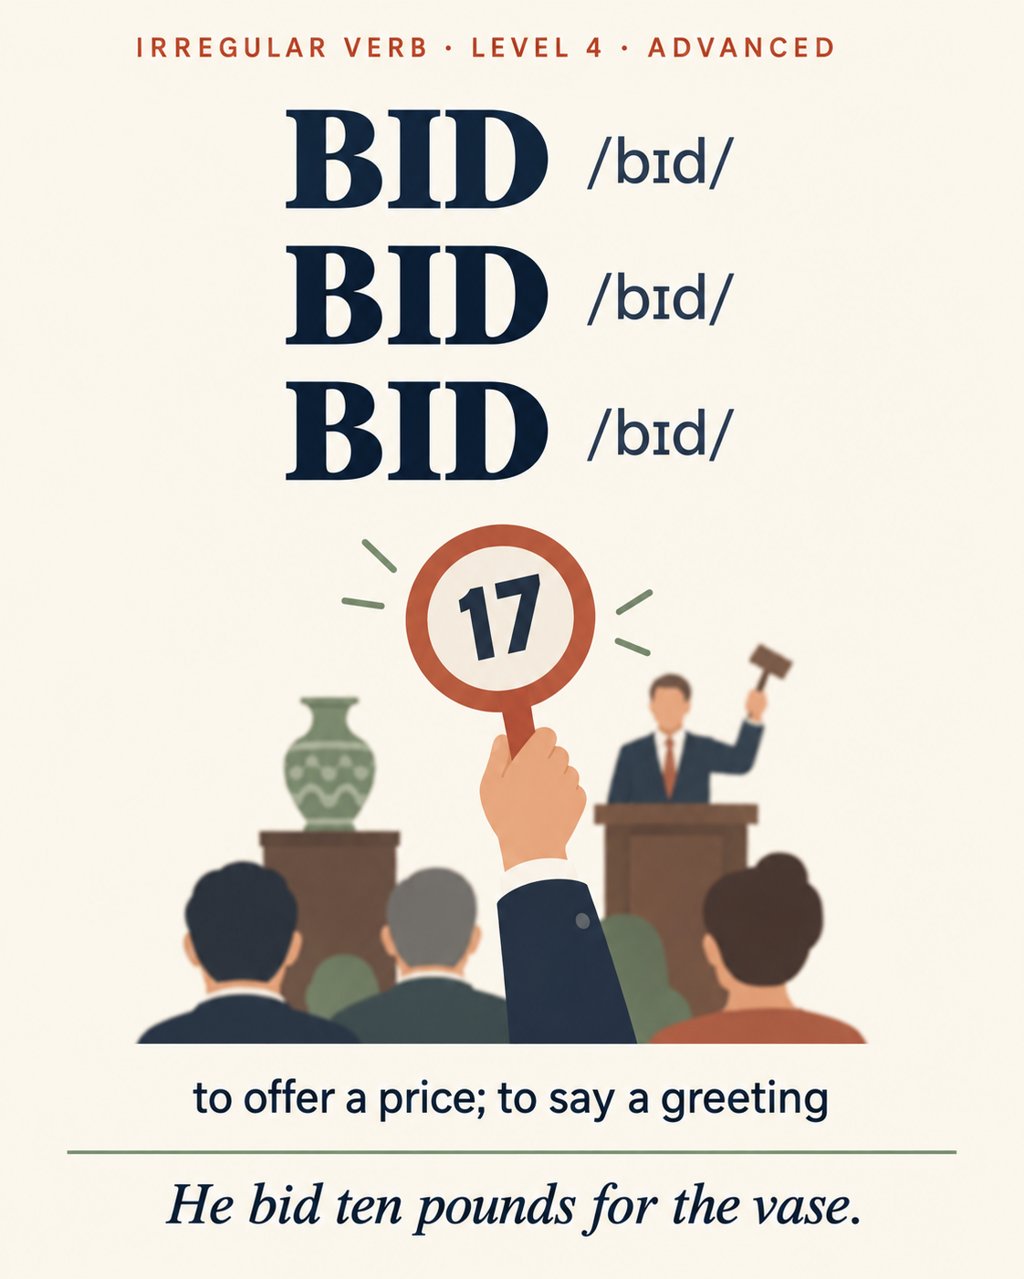 IRREGULAR VERB · LEVEL 4 · ADVANCED
BID /bɪd/
BID /bɪd/
BID /bɪd/
17
to offer a price; to say a greeting
He bid ten pounds for the vase.